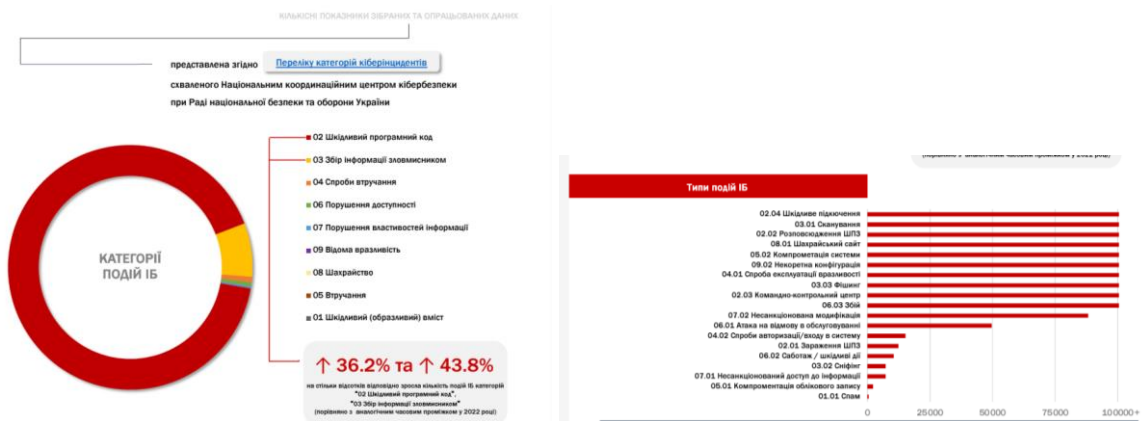 КІЛЬКІСНІ ПОКАЗНИКИ ЗІБРАНИХ ТА ОПРАЦЬОВАНИХ ДАНИХ
представлена згідно Переліку категорій кіберінцидентів
схваленого Національним координаційним центром кібербезпеки
при Раді національної безпеки та оборони України
КАТЕГОРІЇ
ПОДІЙ ІБ
02 Шкідливий програмний код
03 Збір інформації зловмисником
04 Спроби втручання
06 Порушення доступності
07 Порушення властивостей інформації
09 Відома вразливість
08 Шахрайство
05 Втручання
01 Шкідливий (образливий) вміст
↑ 36.2% та ↑ 43.8%
на стільки відсотків відповідно зросла кількість подій ІБ категорій
"02 Шкідливий програмний код",
"03 Збір інформації зловмисником"
(порівняно з аналогічним часовим проміжком у 2022 році)
(порівняно з аналогічним часовим проміжком у 2022 році)
Типи подій ІБ
02.04 Шкідливе підключення
03.01 Сканування
02.02 Розповсюдження ШПЗ
08.01 Шахрайський сайт
05.02 Компрометація системи
09.02 Некоретна конфігурація
04.01 Спроба експлуатації вразливості
03.03 Фішинг
02.03 Командно-контрольний центр
06.03 Збій
07.02 Несанкціонована модифікація
06.01 Атака на відмову в обслуговуванні
04.02 Спроби авторизації/входу в систему
02.01 Зараження ШПЗ
06.02 Саботаж / шкідливі дії
03.02 Сніфінг
07.01 Несанкціонований доступ до інформації
05.01 Компроментація облікового запису
01.01 Спам
0 25000 50000 75000 100000+